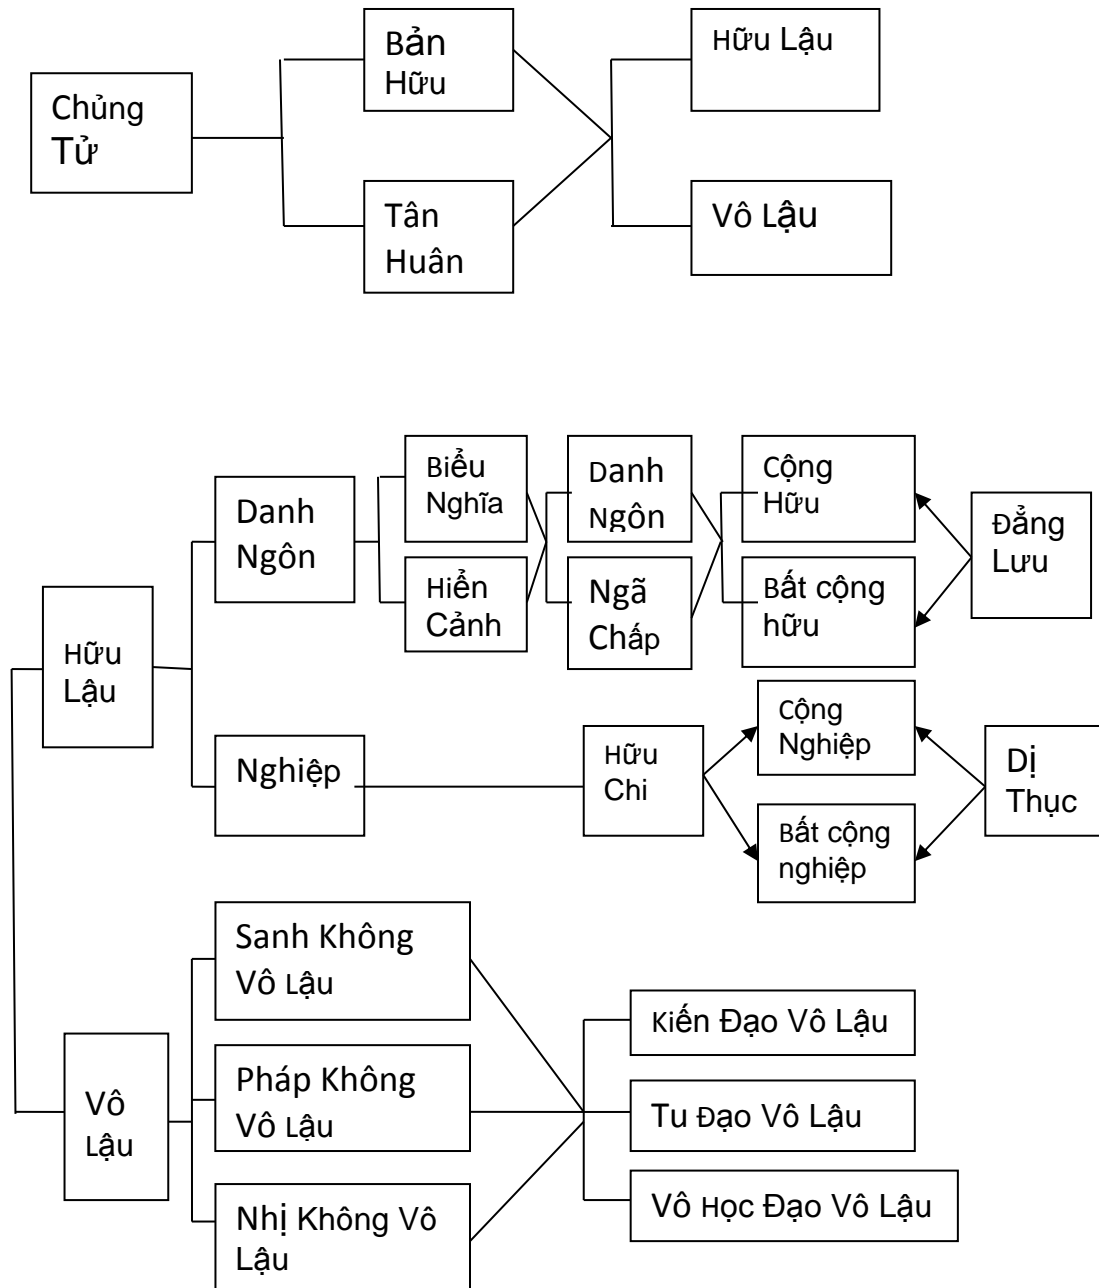 Chủng
Tử
Bản
Hữu
Tân
Huân
Hữu Lậu
Vô Lậu
Hữu
Lậu
Danh
Ngôn
Biểu
Nghĩa
Hiển
Cảnh
Danh
Ngôn
Ngã
Chấp
Cộng
Hữu
Bất cộng
hữu
Đẳng
Lưu
Nghiệp
Hữu
Chi
Cộng
Nghiệp
Bất cộng
nghiệp
Dị
Thục
Vô
Lậu
Sanh Không
Vô Lậu
Pháp Không
Vô Lậu
Nhị Không Vô
Lậu
Kiến Đạo Vô Lậu
Tu Đạo Vô Lậu
Vô Học Đạo Vô Lậu